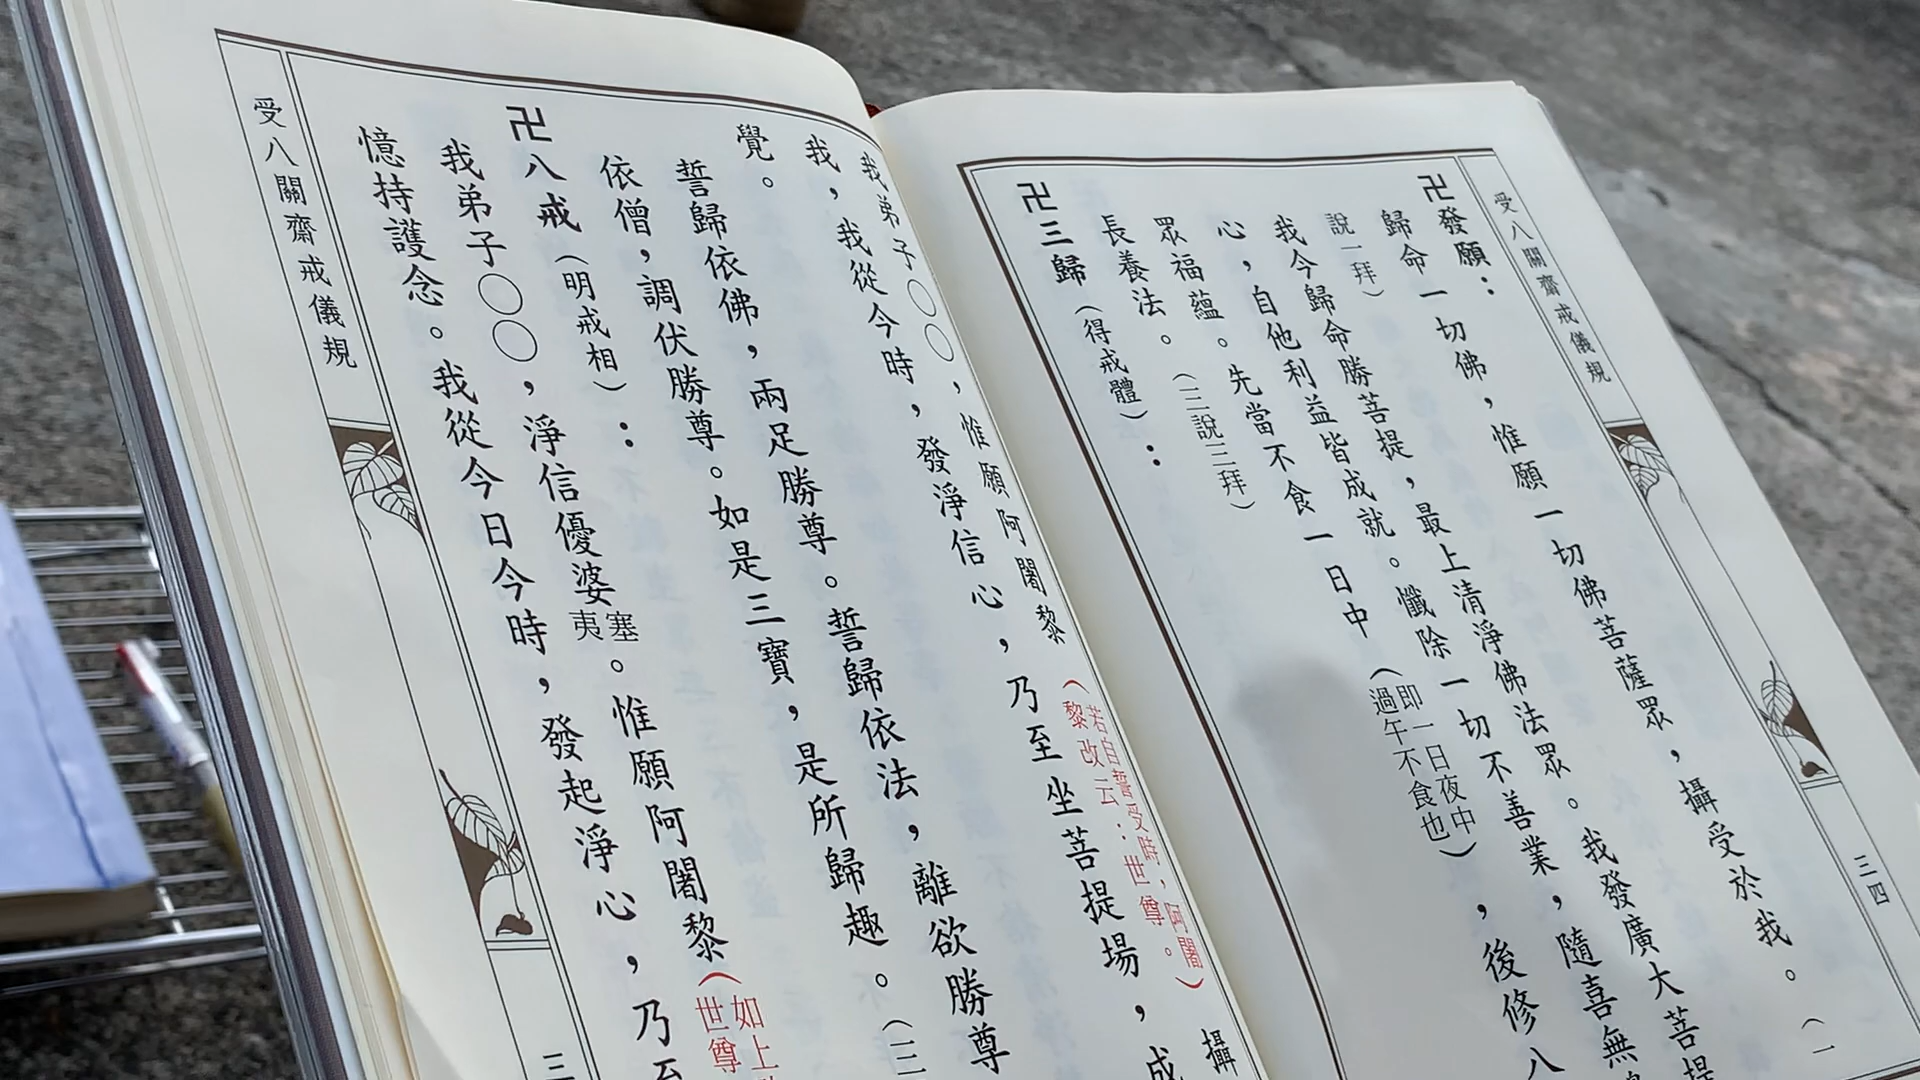 受八關齋戒儀規
三四
卍發願：
歸命一切佛，惟願一切佛菩薩眾，攝受於我。（一
說一拜）
我今歸命勝菩提，最上清淨佛法眾。我發廣大菩提
心，自他利益皆成就。懺除一切不善業，隨喜無
眾福蘊。先當不食一日中（即一日夜中過午不食也），後修八
長養法。（三說三拜）
卍三歸（得戒體）：
我弟子〇〇，惟願阿闍黎（若自誓受時，阿闍黎改云：世尊。）攝
我，我從今時，發淨信心，乃至坐菩提場，成
覺。
誓歸依佛，兩足勝尊。誓歸依法，離欲勝尊
依僧，調伏勝尊。如是三寶，是所歸趣。（三
卍八戒（明戒相）：
我弟子〇〇，淨信優婆塞夷。惟願阿闍黎（如上世尊
憶持護念。我從今日今時，發起淨心，乃至
受八關齋戒儀規
三